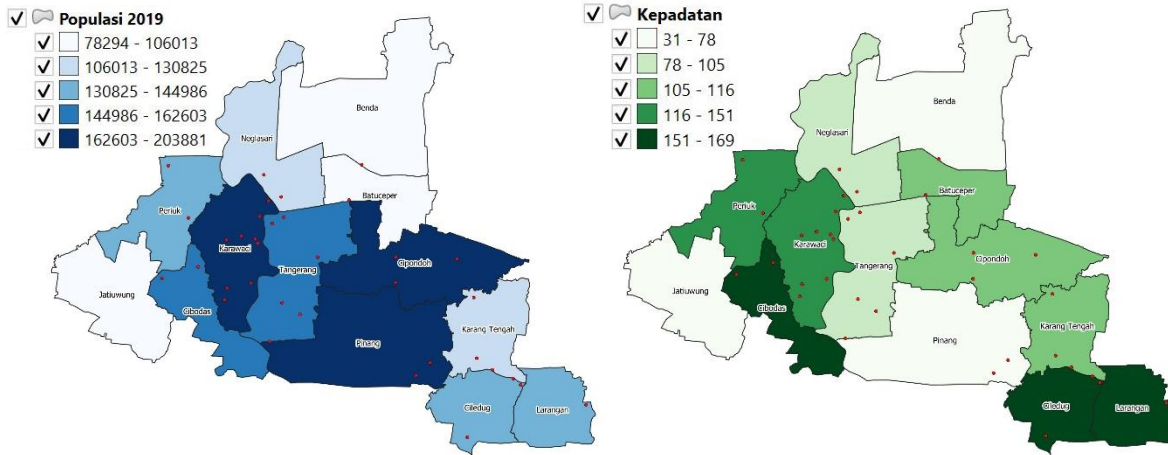 Populasi 2019
78294 - 106013
106013 - 130825
130825 - 144986
144986 - 162603
162603 - 203881
Benda
Neglasari
Batuceper
Periuk
Karawaci
Cipondoh
Tangerang
Jatiuwung
Cibodas
Karang Tengah
Pinang
Ciledug
Larangan
Kepadatan
31 - 78
78 - 105
105 - 116
116 - 151
151 - 169
Benda
Neglasari
Batuceper
Periuk
Karawaci
Cipondoh
Tangerang
Jatiuwung
Cibodas
Karang Tengah
Pinang
Ciledug
Larangan